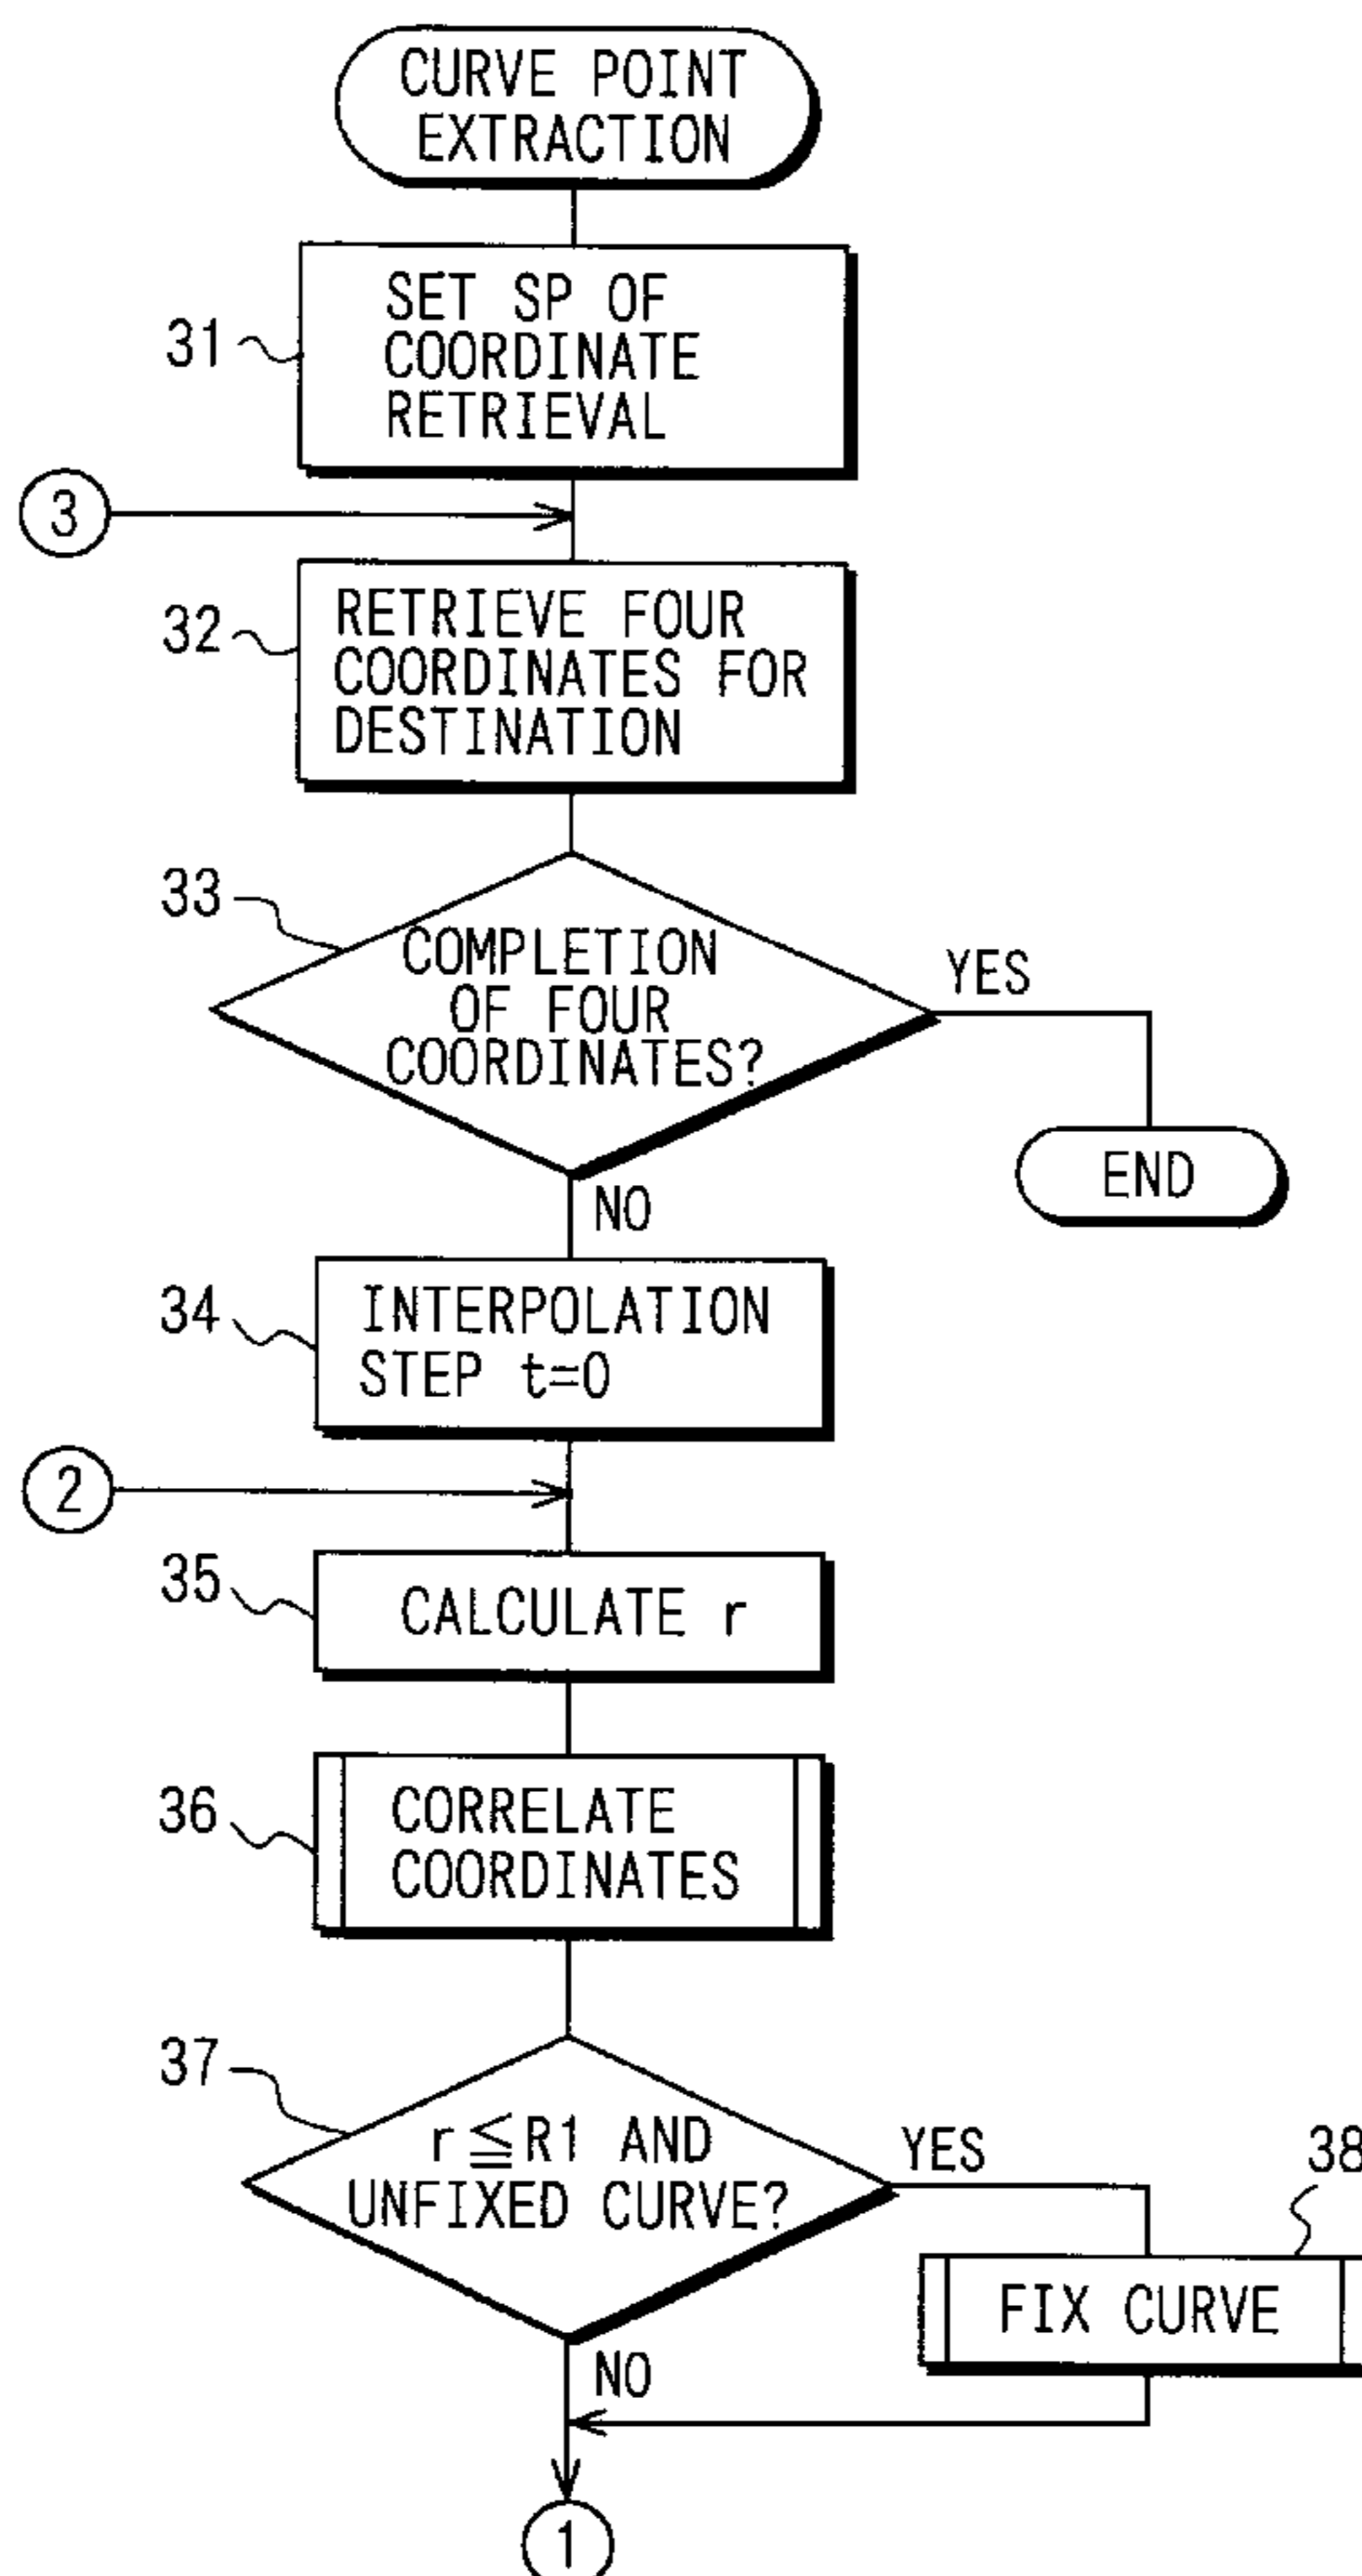 CURVE POINT
EXTRACTION
31
SET SP OF
COORDINATE
RETRIEVAL
3
32
RETRIEVE FOUR
COORDINATES FOR
DESTINATION
33
COMPLETION
OF FOUR
COORDINATES?
YES
END
NO
34
INTERPOLATION
STEP t=0
2
35
CALCULATE r
36
CORRELATE
COORDINATES
37
r≦R1 AND
UNFIXED CURVE?
YES
38
FIX CURVE
NO
1